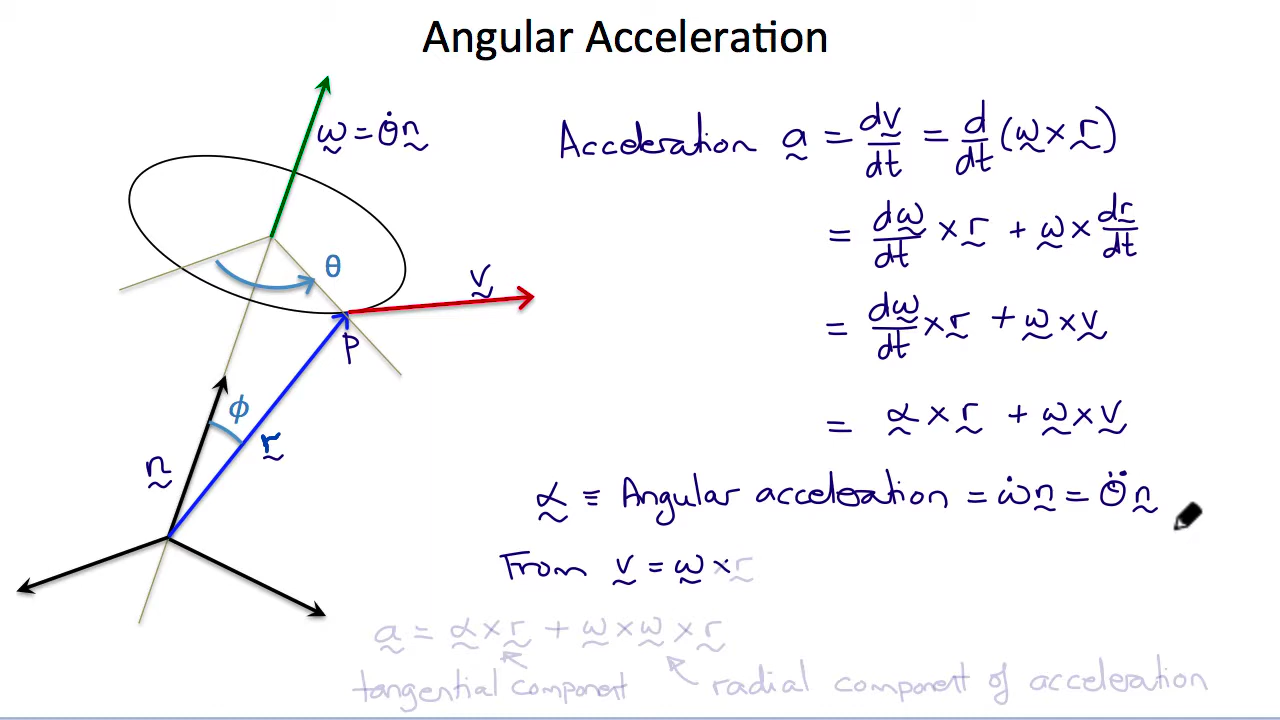 Angular Acceleration
ω = θ̇n
θ
v
P
ϕ
r
n
Acceleration a = dv/dt = d/dt (ω × r)
= dω/dt × r + ω × dr/dt
= dω/dt × r + ω × v
= α × r + ω × v
α ≡ Angular acceleration = ω̇n = θ̈n
From v = ω × r
a = α × r + ω × ω × r
tangential component
radial component of acceleration